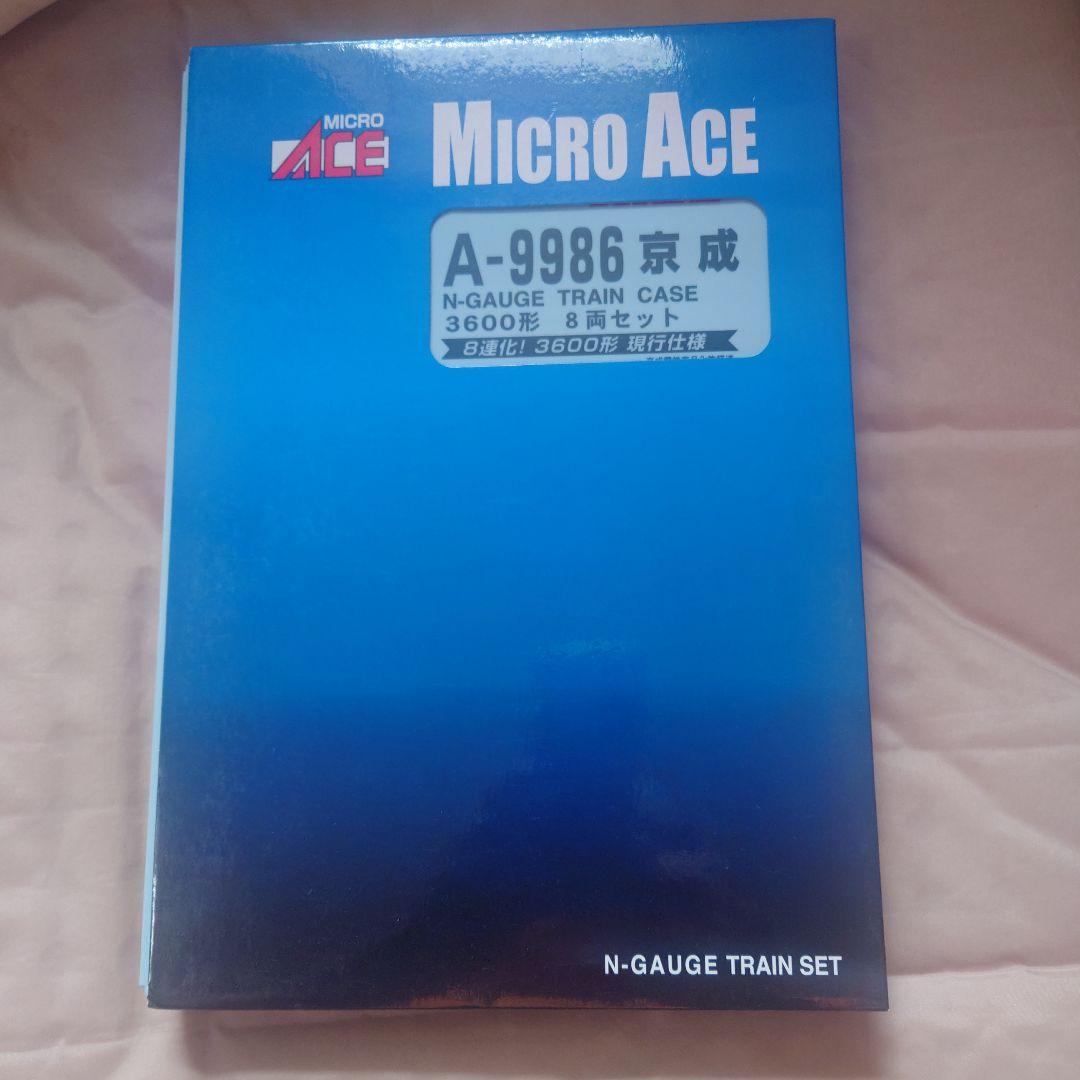 MICRO
ACE
MICRO ACE
A-9986 京成
N-GAUGE TRAIN CASE
3600形 8両セット
8連化! 3600形 現行仕様
N-GAUGE TRAIN SET